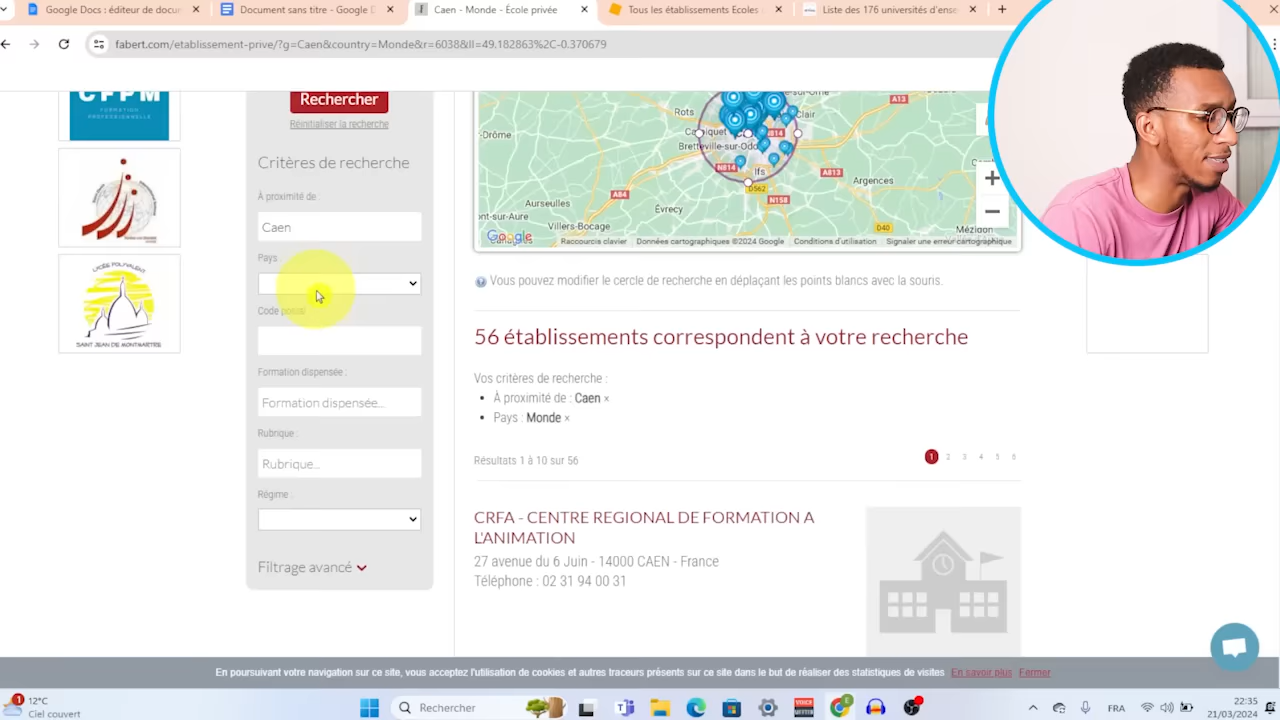 Google Docs : éditeur de docum
Document sans titre - Google D
Caen - Monde - École privée
Tous les établissements Ecoles
Liste des 176 universités d'ense
fabert.com/etablissement-prive/?g=Caen&country=Monde&r=6038&ll=49.182863%2C-0.370679
CFPM
FORMATION
PROFESSIONNELLE
LYCÉE POLYVALENT
SAINT JEAN DE MONTMARTRE
Rechercher
Réinitialiser la recherche
Critères de recherche
À proximité de :
Caen
Pays
Code postal :
Formation dispensée :
Formation dispensée...
Rubrique :
Rubrique...
Régime :
Filtrage avancé
Rots
A13
Drôme
Carpiquet
N814
Bretteville-sur-Odon
Ifs
N814
A813
Argences
D562
A84
N158
Aurseulles
Évrecy
Villers-Bocage
D40
Google
Raccourcis clavier
Données cartographiques ©2024 Google
Conditions d'utilisation
Signaler une erreur cartographique
Vous pouvez modifier le cercle de recherche en déplaçant les points blancs avec la souris.
56 établissements correspondent à votre recherche
Vos critères de recherche :
À proximité de : Caen ×
Pays : Monde ×
Résultats 1 à 10 sur 56
1 2 3 4 5 6
CRFA - CENTRE REGIONAL DE FORMATION A
L'ANIMATION
27 avenue du 6 Juin - 14000 CAEN - France
Téléphone : 02 31 94 00 31
En poursuivant votre navigation sur ce site, vous acceptez l'utilisation de cookies et autres traceurs présents sur ce site dans le but de réaliser des statistiques de visites En savoir plus Fermer
1
12°C
Ciel couvert
Rechercher
FRA
22:35
21/03/2024